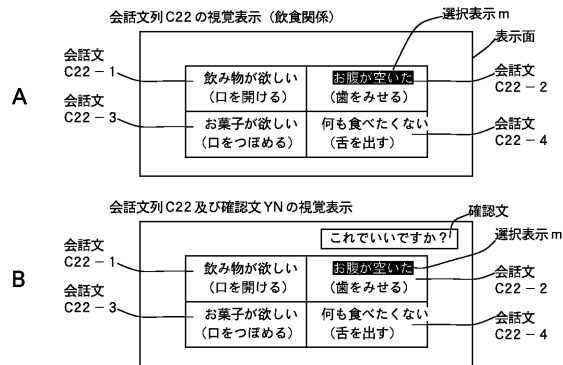 会話文列C22の視覚表示（飲食関係）
選択表示m
表示面
会話文
C22－1
飲み物が欲しい
（口を開ける）
お腹が空いた
（歯をみせる）
会話文
C22－2
A
会話文
C22－3
お菓子が欲しい
（口をつぼめる）
何も食べたくない
（舌を出す）
会話文
C22－4
会話文列C22及び確認文YNの視覚表示
確認文
これでいいですか？
選択表示m
会話文
C22－1
飲み物が欲しい
（口を開ける）
お腹が空いた
（歯をみせる）
会話文
C22－2
B
会話文
C22－3
お菓子が欲しい
（口をつぼめる）
何も食べたくない
（舌を出す）
会話文
C22－4